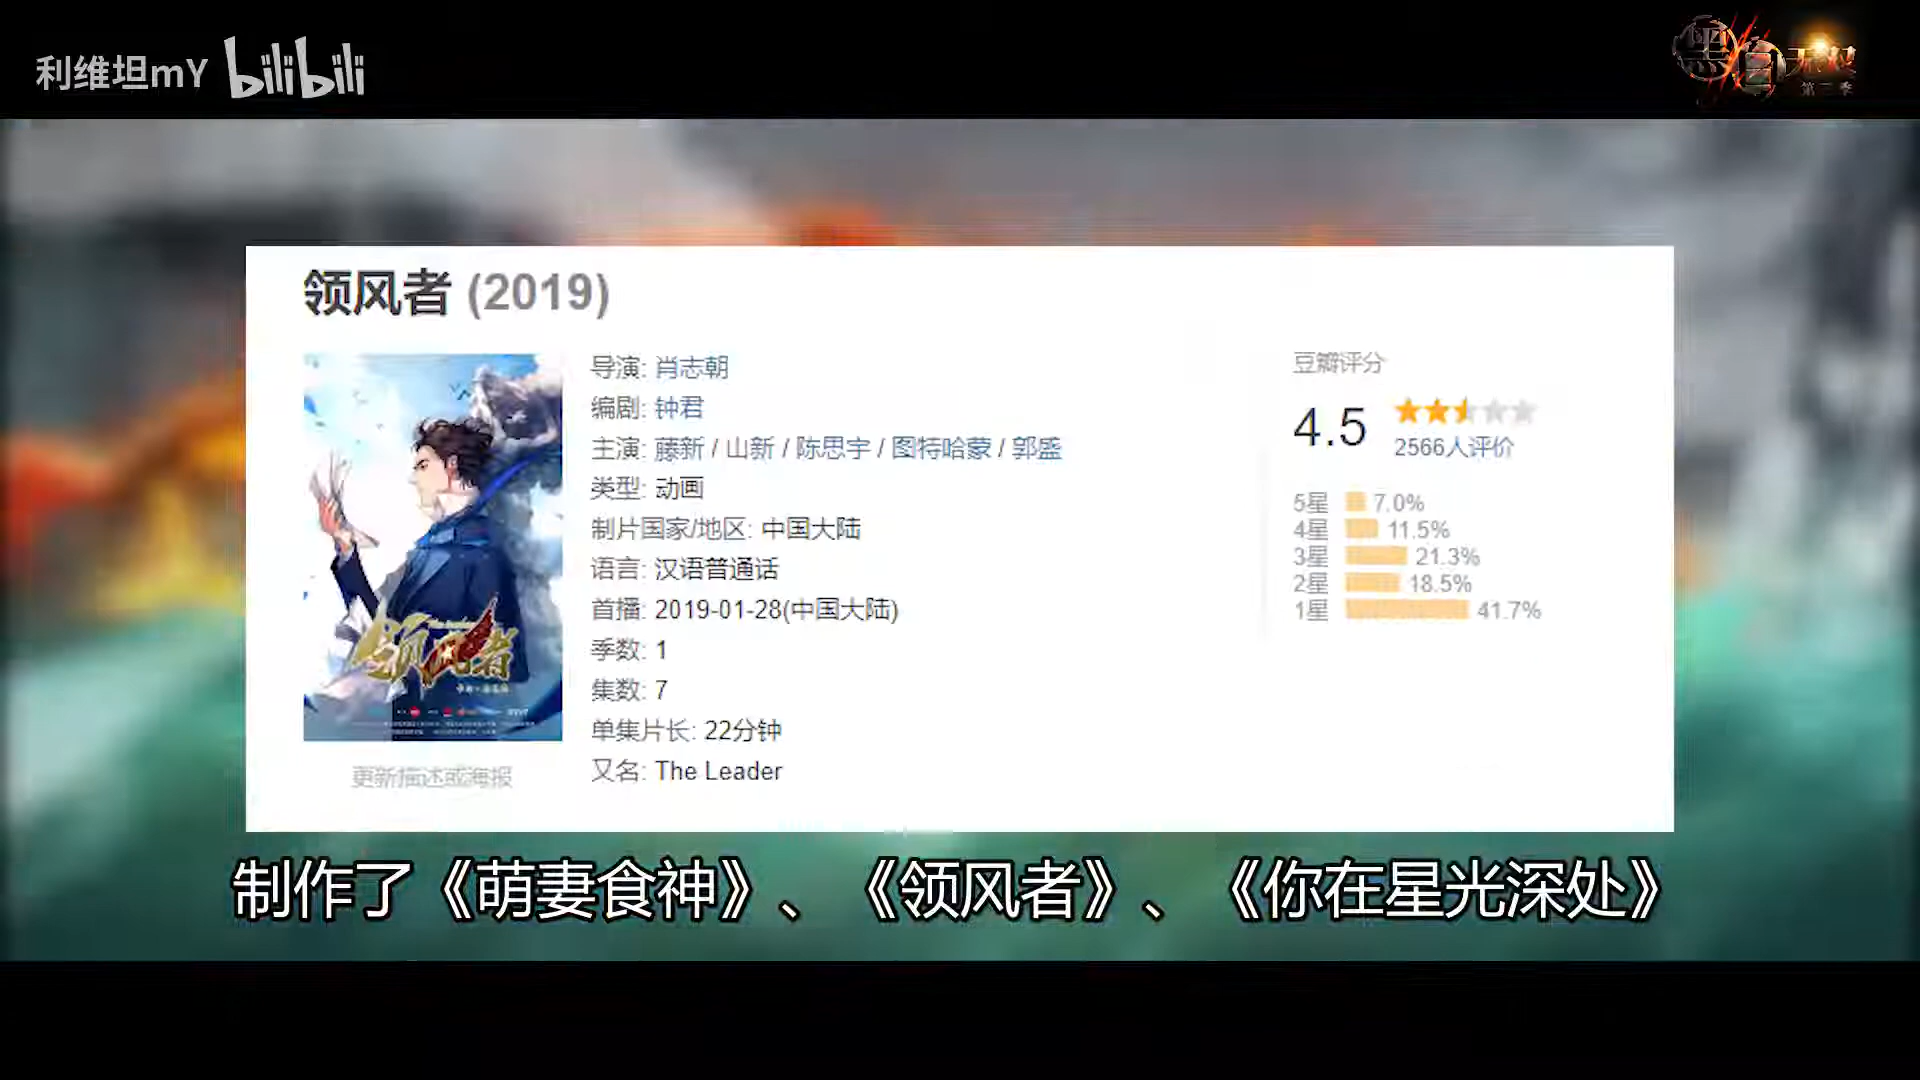 利维坦mY bilibili
黑白无双
第三季
领风者 (2019)
导演: 肖志朝
编剧: 钟君
主演: 藤新 / 山新 / 陈思宇 / 图特哈蒙 / 郭盛
类型: 动画
制片国家/地区: 中国大陆
语言: 汉语普通话
首播: 2019-01-28(中国大陆)
季数: 1
集数: 7
单集片长: 22分钟
又名: The Leader
豆瓣评分
4.5
2566人评价
5星 7.0%
4星 11.5%
3星 21.3%
2星 18.5%
1星 41.7%
领风者
更新描述或海报
制作了《萌妻食神》、《领风者》、《你在星光深处》